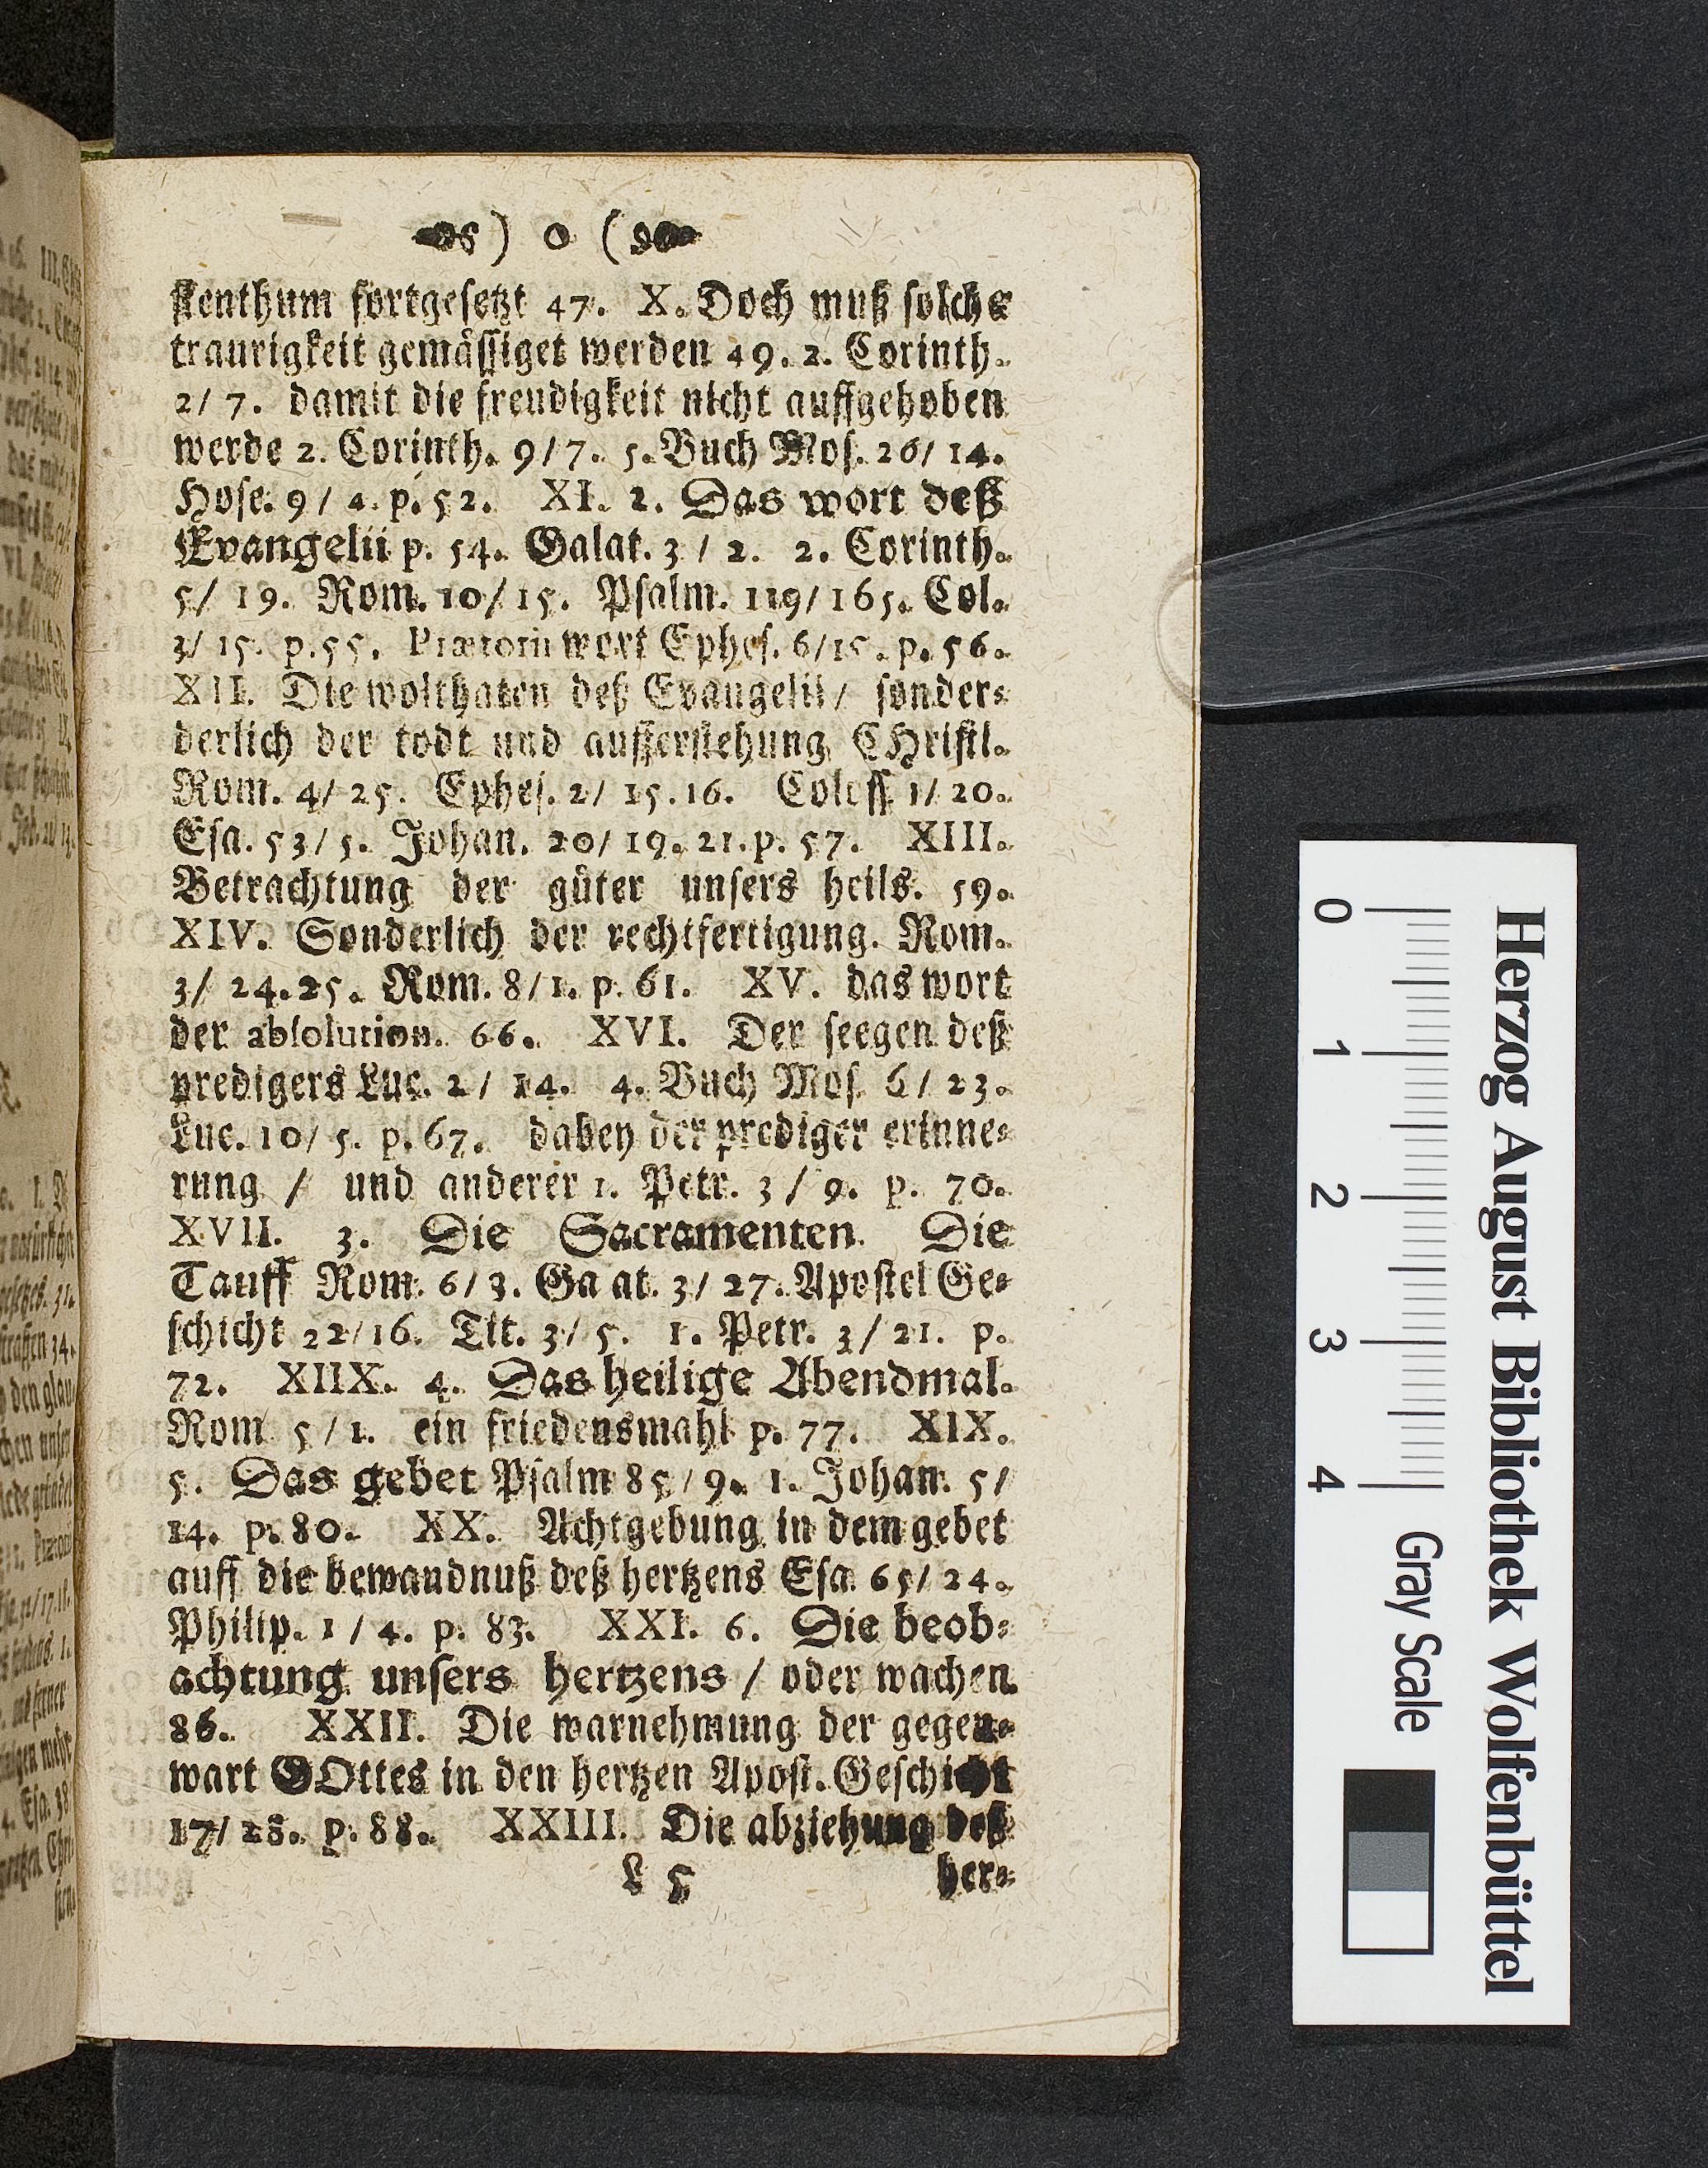 ) o (
stenthum fortgesetzt 47. X. Doch muß solche
traurigkeit gemässiget werden 49. 2. Corinth.
2/ 7. damit die freudigkeit nicht auffgehoben
werde 2. Corinth. 9/7. 5. Buch Mos. 26/ 14.
Hose. 9/ 4. p. 52. XI. 2. Das wort deß
Evangelii p. 54. Galat. 3 / 2. 2. Corinth.
5/ 19. Rom. 10/15. Psalm. 119/165. Col.
3/ 15. p. 55. Prætorii wort Ephes. 6/15. p. 56.
XII. Die wolthaten deß Evangelii/ sonder=
derlich der todt und aufferstehung CHristi.
Rom. 4/ 25. Ephes. 2/ 15. 16. Coloss. 1/ 20.
Esa. 53/ 5. Johan. 20/ 19. 21. p. 57. XIII.
Betrachtung der güter unsers heils. 59.
XIV. Sonderlich der rechtfertigung. Rom.
3/ 24. 25. Rom. 8/1. p. 61. XV. das wort
der absolution. 66. XVI. Der seegen deß
predigers Luc. 2 / 14. 4. Buch Mos. 6/ 23.
Luc. 10/ 5. p. 67. dabey der prediger erinne=
rung / und anderer 1. Petr. 3 / 9. p. 70.
XVII. 3. Die Sacramenten. Die
Tauff Rom. 6/3. Ga at. 3/ 27. Apostel Ge=
schicht 22/16. Tit. 3/ 5. 1. Petr. 3/ 21. p.
72. XIIX. 4. Das heilige Abendmal.
Rom 5/1. ein friedensmahl p. 77. XIX.
5. Das gebet Psalm 85/ 9. 1. Johan. 5/
14. p. 80. XX. Achtgebung in dem gebet
auff die bewandnuß deß hertzens Esa. 65/ 24.
Philip. 1 / 4. p. 83. XXI. 6. Die beob=
achtung unsers hertzens / oder wachen.
86. XXII. Die warnehmung der gegen=
wart GOttes in den hertzen Apost. Geschicht
17/ 28. p. 88. XXIII. Die abziehung deß
L 5 her=
Herzog August Bibliothek Wolfenbüttel
0 1 2 3 4 Gray Scale